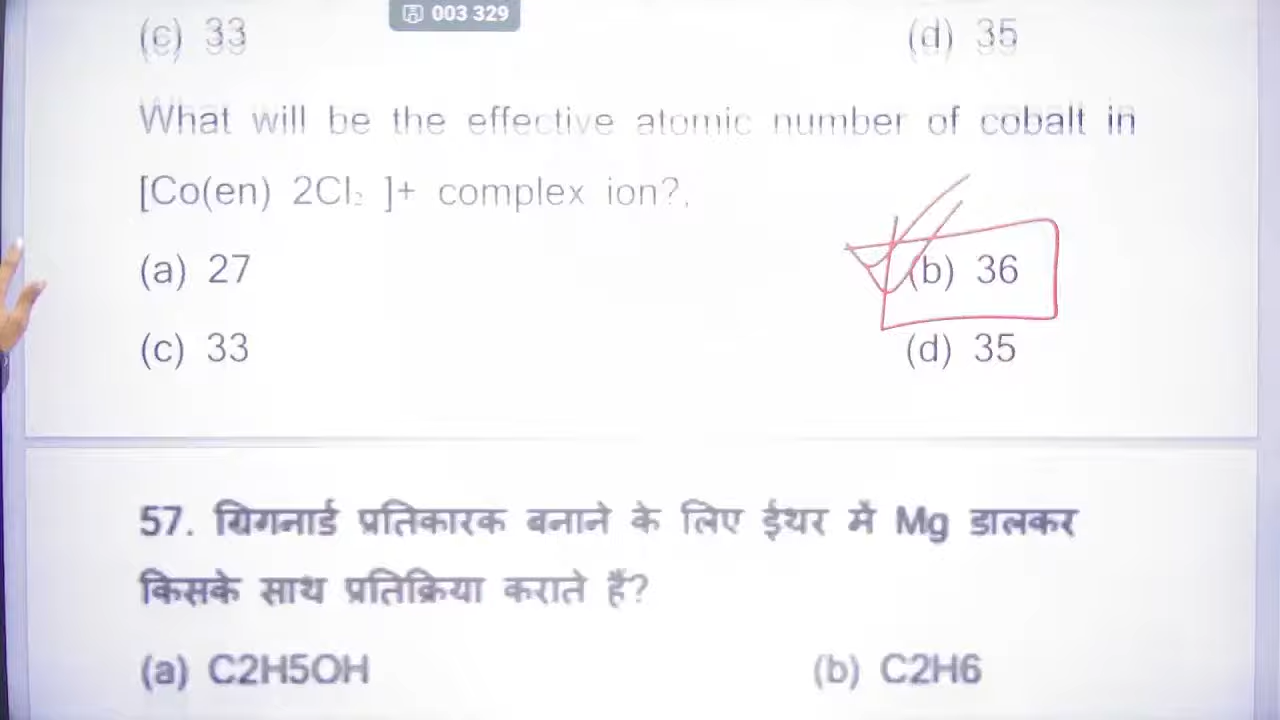 003 329
(c) 33 (d) 35
What will be the effective atomic number of cobalt in
[Co(en) 2Cl₂ ]+ complex ion?,
(a) 27 (b) 36
(c) 33 (d) 35
57. ग्रिगनार्ड प्रतिकारक बनाने के लिए ईथर में Mg डालकर
किसके साथ प्रतिक्रिया कराते हैं?
(a) C2H5OH (b) C2H6